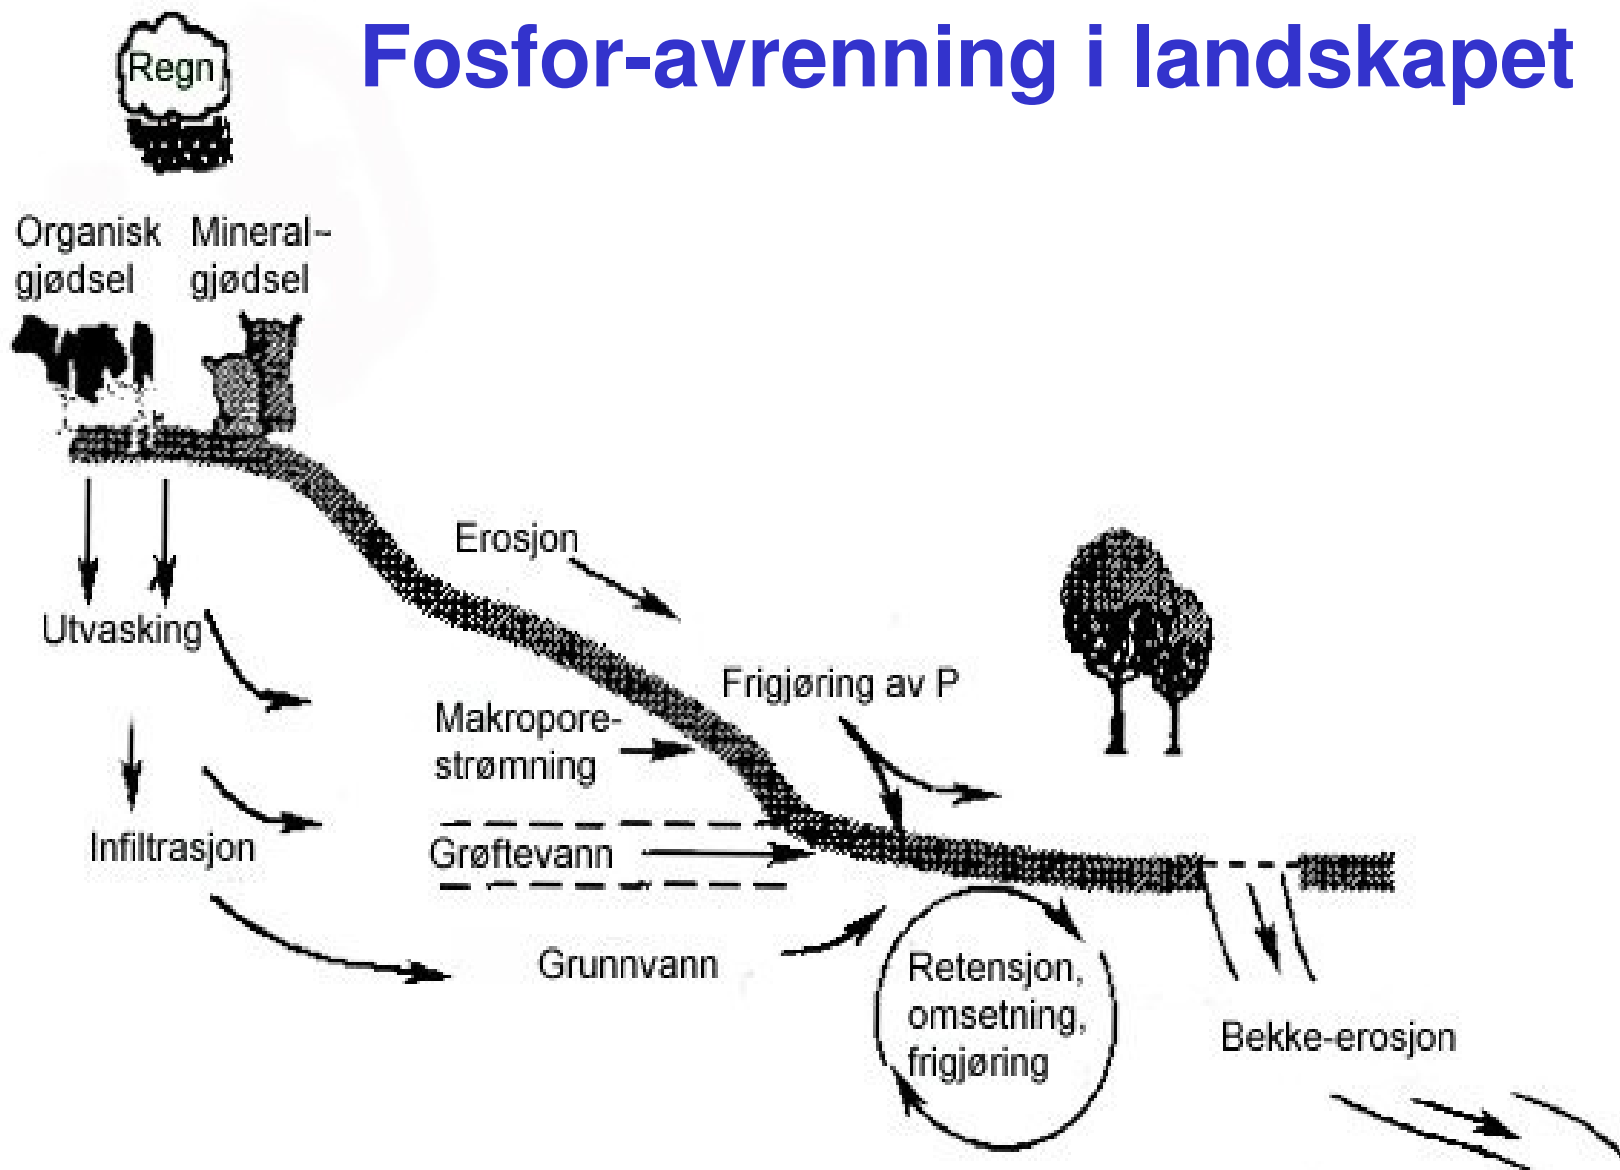 Fosfor-avrenning i landskapet
Regn
Organisk
gjødsel
Mineral-
gjødsel
Erosjon
Utvasking
Frigjøring av P
Makropore-
strømning
Infiltrasjon
Grøftevann
Grunnvann
Retensjon,
omsetning,
frigjøring
Bekke-erosjon